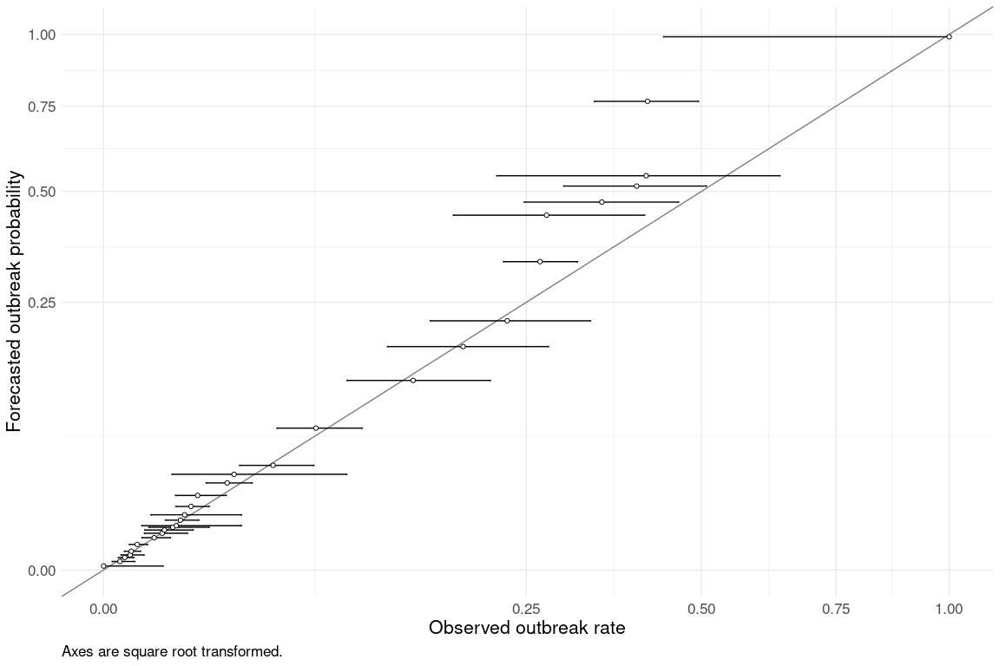 Forecasted outbreak probability
1.00
0.75
0.50
0.25
0.00
0.00 0.25 0.50 0.75 1.00
Observed outbreak rate
Axes are square root transformed.